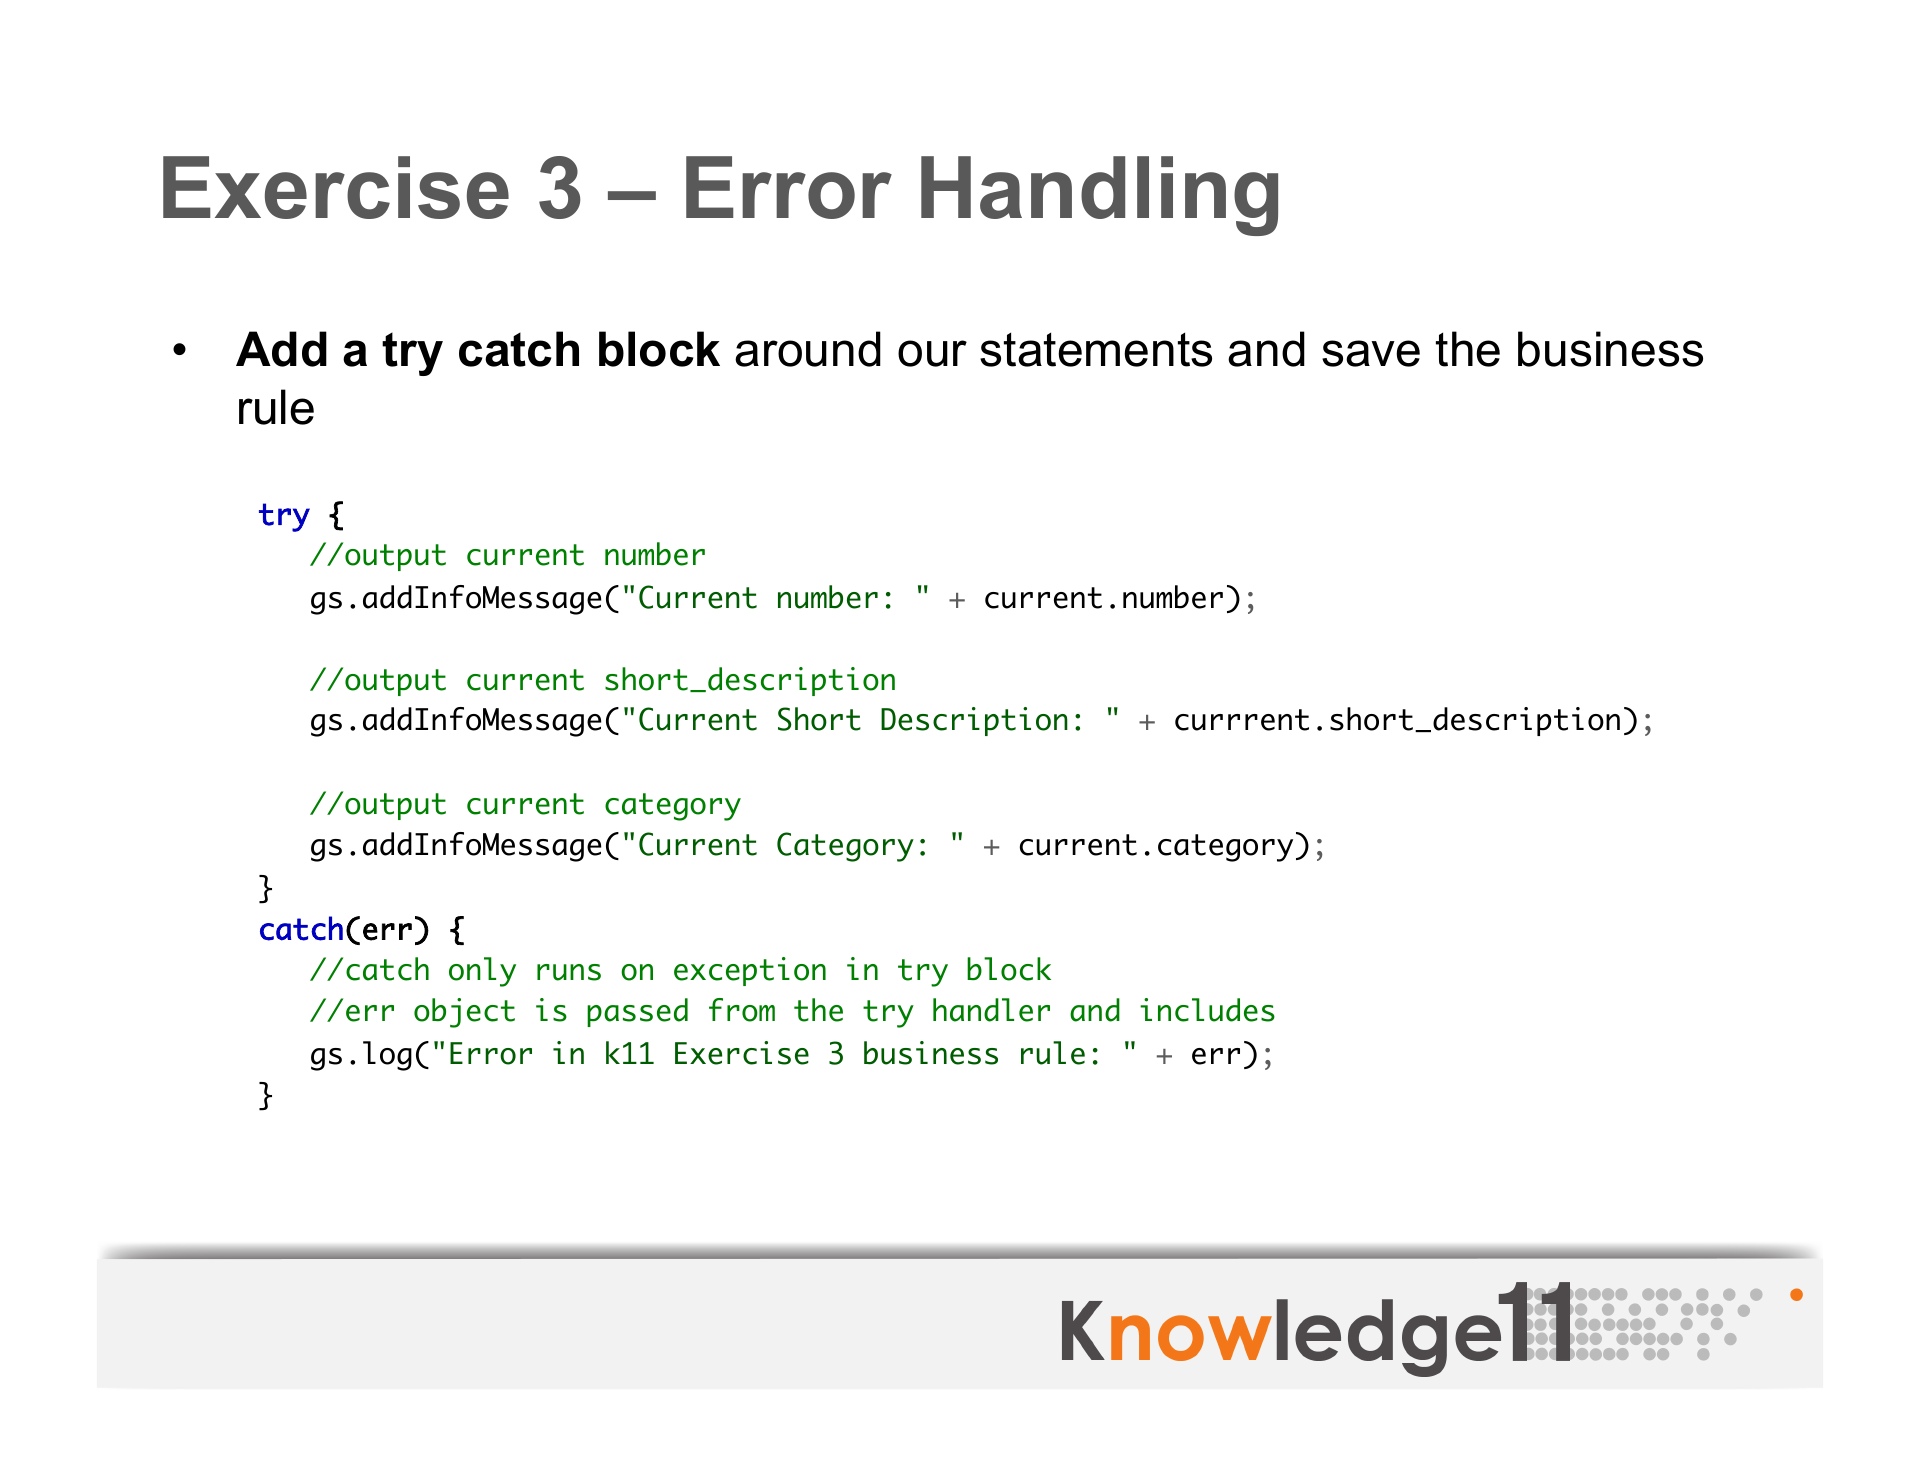 Exercise 3 – Error Handling
• Add a try catch block around our statements and save the business
rule
try {
//output current number
gs.addInfoMessage("Current number: " + current.number);
//output current short_description
gs.addInfoMessage("Current Short Description: " + currrent.short_description);
//output current category
gs.addInfoMessage("Current Category: " + current.category);
}
catch(err) {
//catch only runs on exception in try block
//err object is passed from the try handler and includes
gs.log("Error in k11 Exercise 3 business rule: " + err);
}
Knowledge11